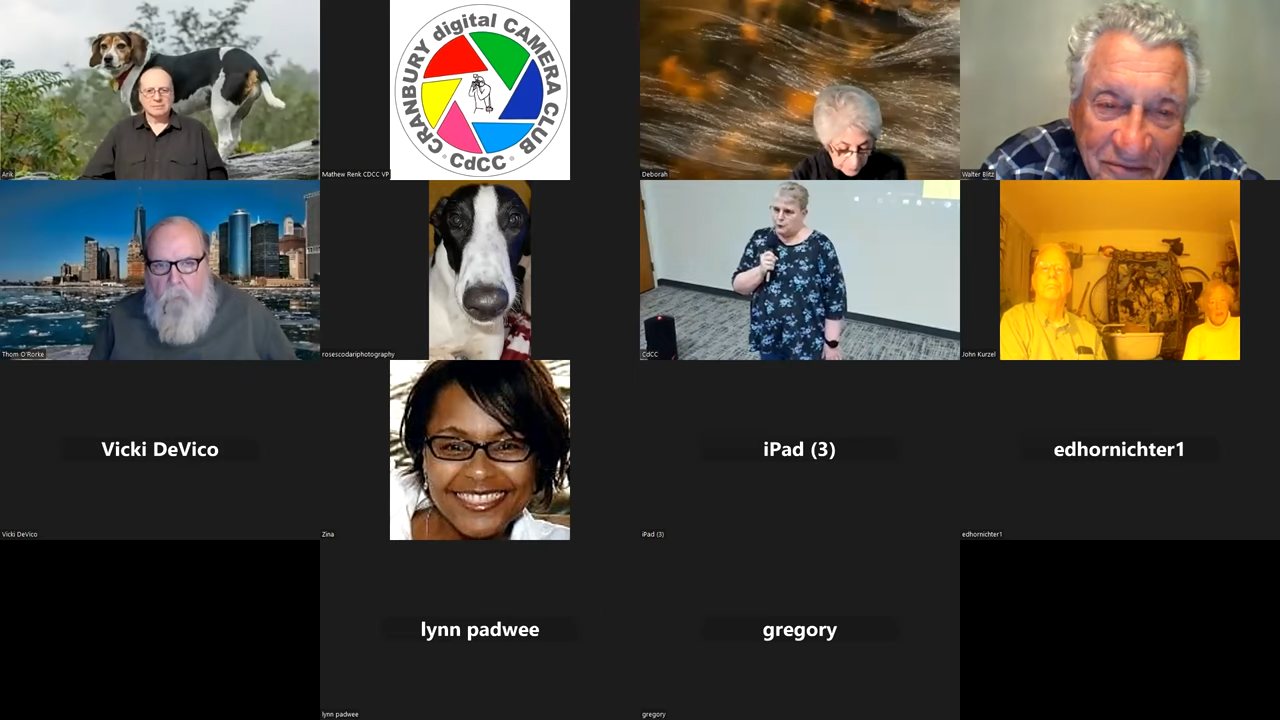 CRANBURY digital CAMERA CLUB
• CdCC •
Arik
Mathew Renk CDCC VP
Deborah
Walter Blitz
Thom O'Rorke
rosescodariphotography
CdCC
John Kurzel
Vicki DeVico
iPad (3)
edhornichter1
Vicki DeVico
Zina
iPad (3)
edhornichter1
lynn padwee
gregory
lynn padwee
gregory